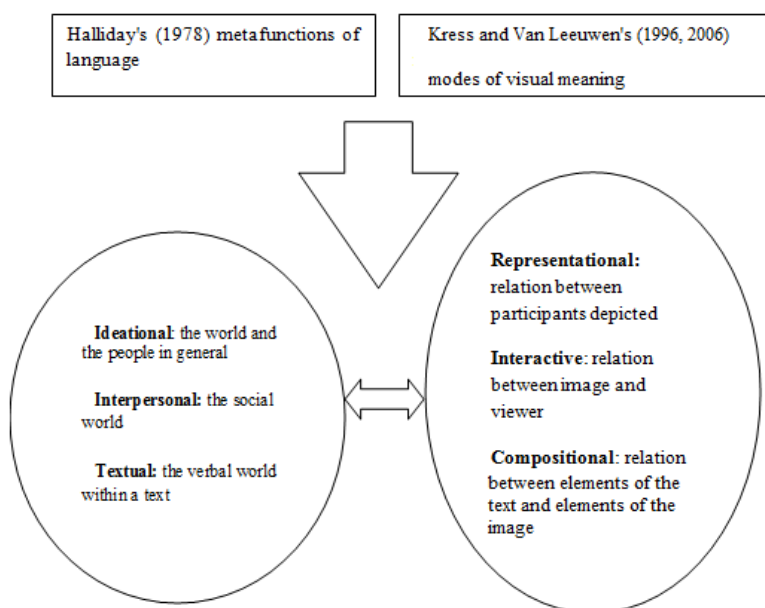 Halliday's (1978) metafunctions of
language
Kress and Van Leeuwen's (1996, 2006)
modes of visual meaning
Ideational: the world and
the people in general
Interpersonal: the social
world
Textual: the verbal world
within a text
Representational:
relation between
participants depicted
Interactive: relation
between image and
viewer
Compositional: relation
between elements of the
text and elements of the
image